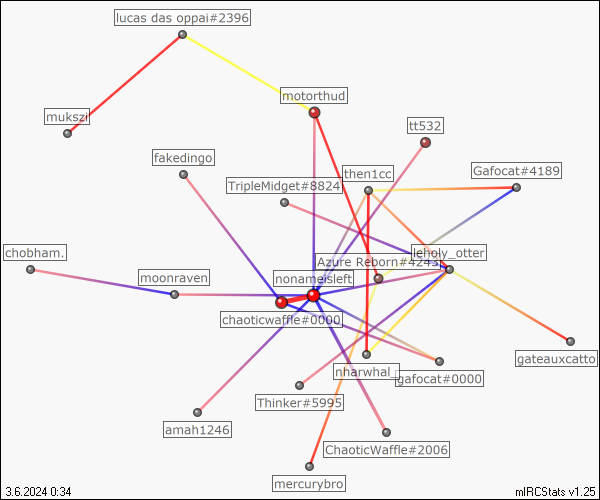 lucas das oppai#2396
motorthud
mukszi
tt532
fakedingo
then1cc
Gafocat#4189
TripleMidget#8824
chobham.
leholy_otter
Azure Reborn#4243
moonraven
nonameisleft
chaoticwaffle#0000
gateauxcatto
nharwhal_
gafocat#0000
Thinker#5995
amah1246
ChaoticWaffle#2006
mercurybro
3.6.2024 0:34
mIRCStats v1.25